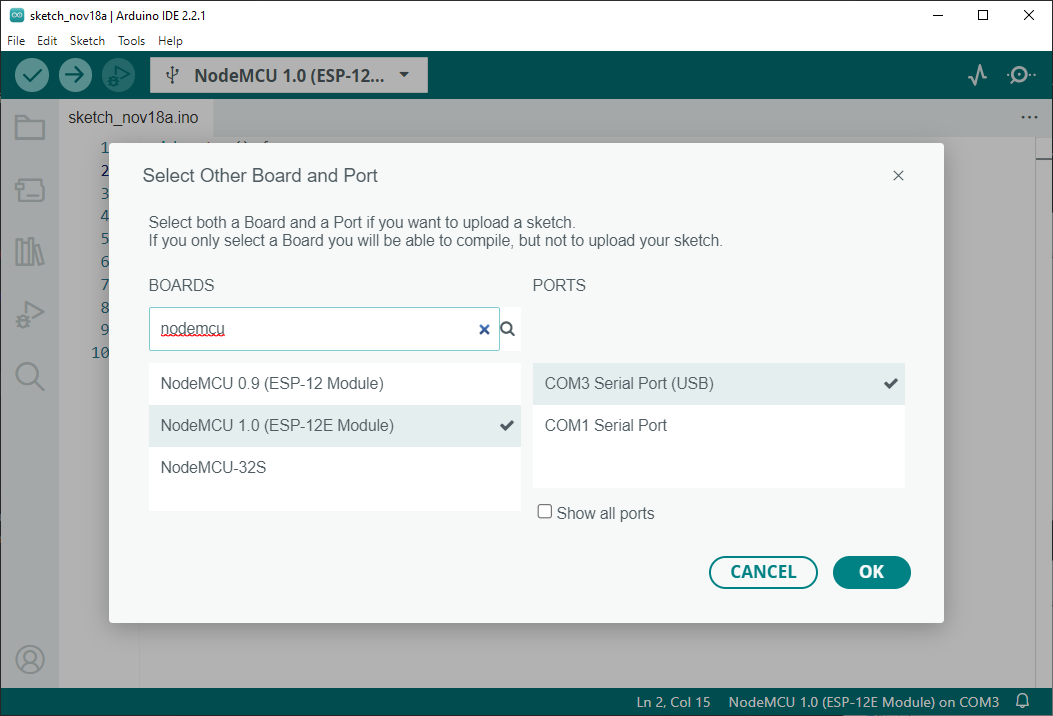 sketch_nov18a | Arduino IDE 2.2.1
File Edit Sketch Tools Help
NodeMCU 1.0 (ESP-12...
sketch_nov18a.ino
1
2
3
4
5
6
7
8
9
10
Select Other Board and Port
Select both a Board and a Port if you want to upload a sketch.
If you only select a Board you will be able to compile, but not to upload your sketch.
BOARDS
PORTS
nodemcu
NodeMCU 0.9 (ESP-12 Module)
COM3 Serial Port (USB)
NodeMCU 1.0 (ESP-12E Module)
COM1 Serial Port
NodeMCU-32S
Show all ports
CANCEL
OK
Ln 2, Col 15 NodeMCU 1.0 (ESP-12E Module) on COM3